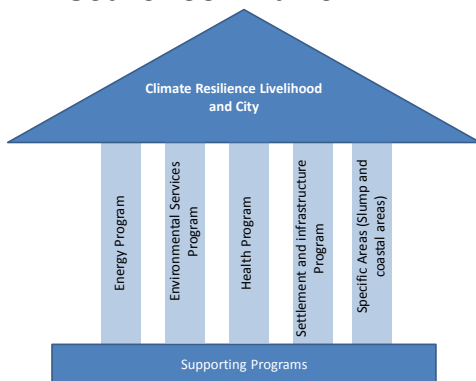 Climate Resilience Livelihood
and City
Energy Program
Environmental Services
Program
Health Program
Settlement and infrastructure
Program
Specific Areas (Slump and
coastal areas)
Supporting Programs